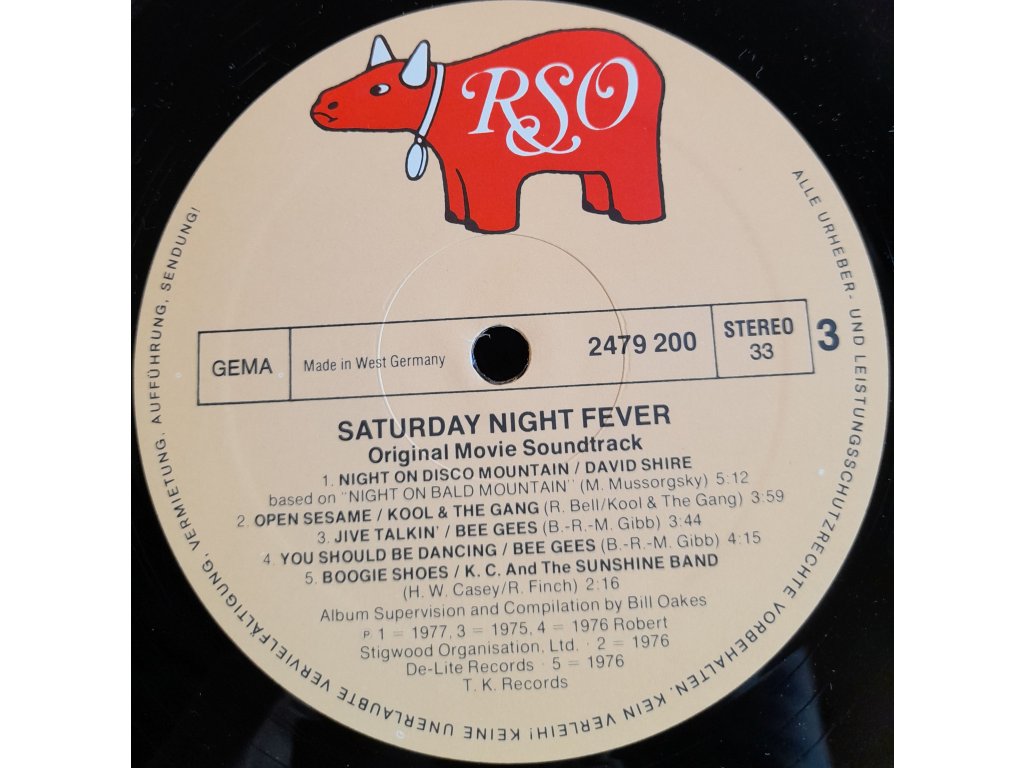 RSO
GEMA
Made in West Germany
2479 200
STEREO
33
3
SATURDAY NIGHT FEVER
Original Movie Soundtrack
1. NIGHT ON DISCO MOUNTAIN / DAVID SHIRE
based on "NIGHT ON BALD MOUNTAIN" (M. Mussorgsky) 5:12
2. OPEN SESAME / KOOL & THE GANG (R. Bell/Kool & The Gang) 3:59
3. JIVE TALKIN' / BEE GEES (B.-R.-M. Gibb) 3:44
4. YOU SHOULD BE DANCING / BEE GEES (B.-R.-M. Gibb) 4:15
5. BOOGIE SHOES / K. C. And The SUNSHINE BAND
(H. W. Casey/R. Finch) 2:16
Album Supervision and Compilation by Bill Oakes
P 1 = 1977, 3 = 1975, 4 = 1976 Robert
Stigwood Organisation, Ltd. · 2 = 1976
De-Lite Records · 5 = 1976
T. K. Records
ALLE URHEBER- UND LEISTUNGSSCHUTZRECHTE VORBEHALTEN. KEIN VERLEIH! KEINE UNERLAUBTE VERVIELFÄLTIGUNG, VERMIETUNG, AUFFÜHRUNG, SENDUNG!